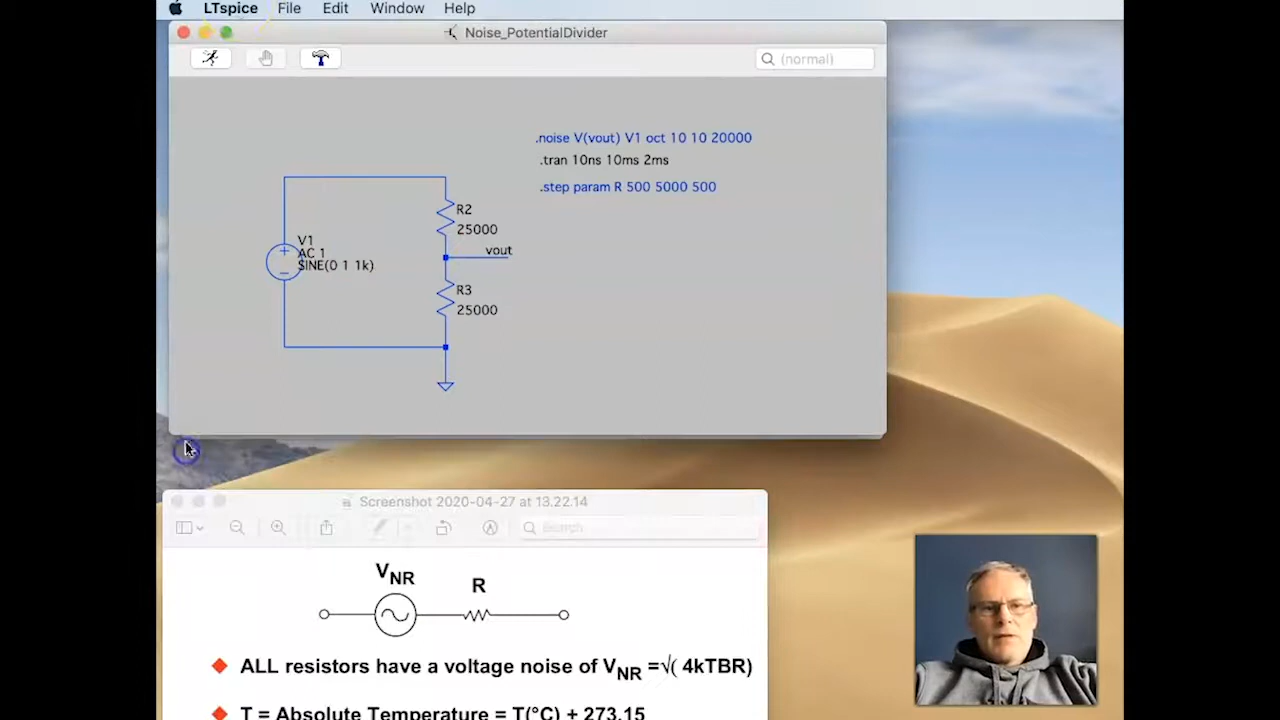 LTspice File Edit Window Help
Noise_PotentialDivider
(normal)
.noise V(vout) V1 oct 10 10 20000
.tran 10ns 10ms 2ms
.step param R 500 5000 500
R2
25000
vout
V1
AC 1
SINE(0 1 1k)
R3
25000
Screenshot 2020-04-27 at 13.22.14
Search
VNR
R
ALL resistors have a voltage noise of VNR =√( 4kTBR)
T = Absolute Temperature = T(°C) + 273.15